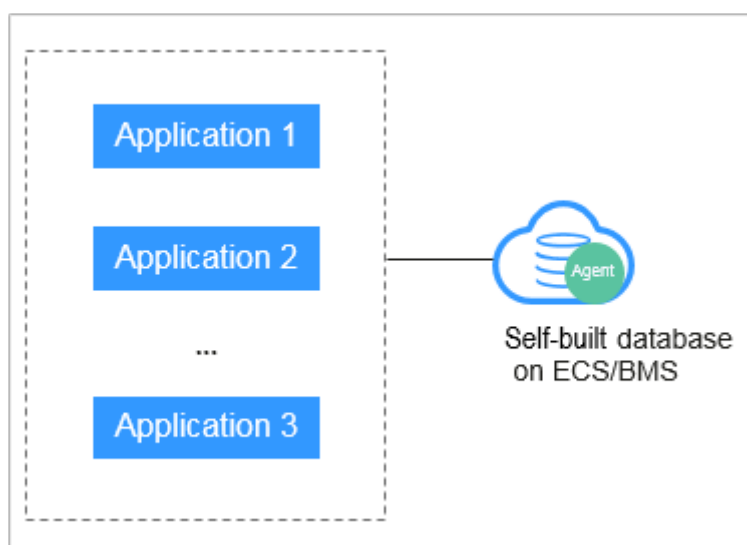 Application 1
Application 2
...
Application 3
Agent
Self-built database
on ECS/BMS